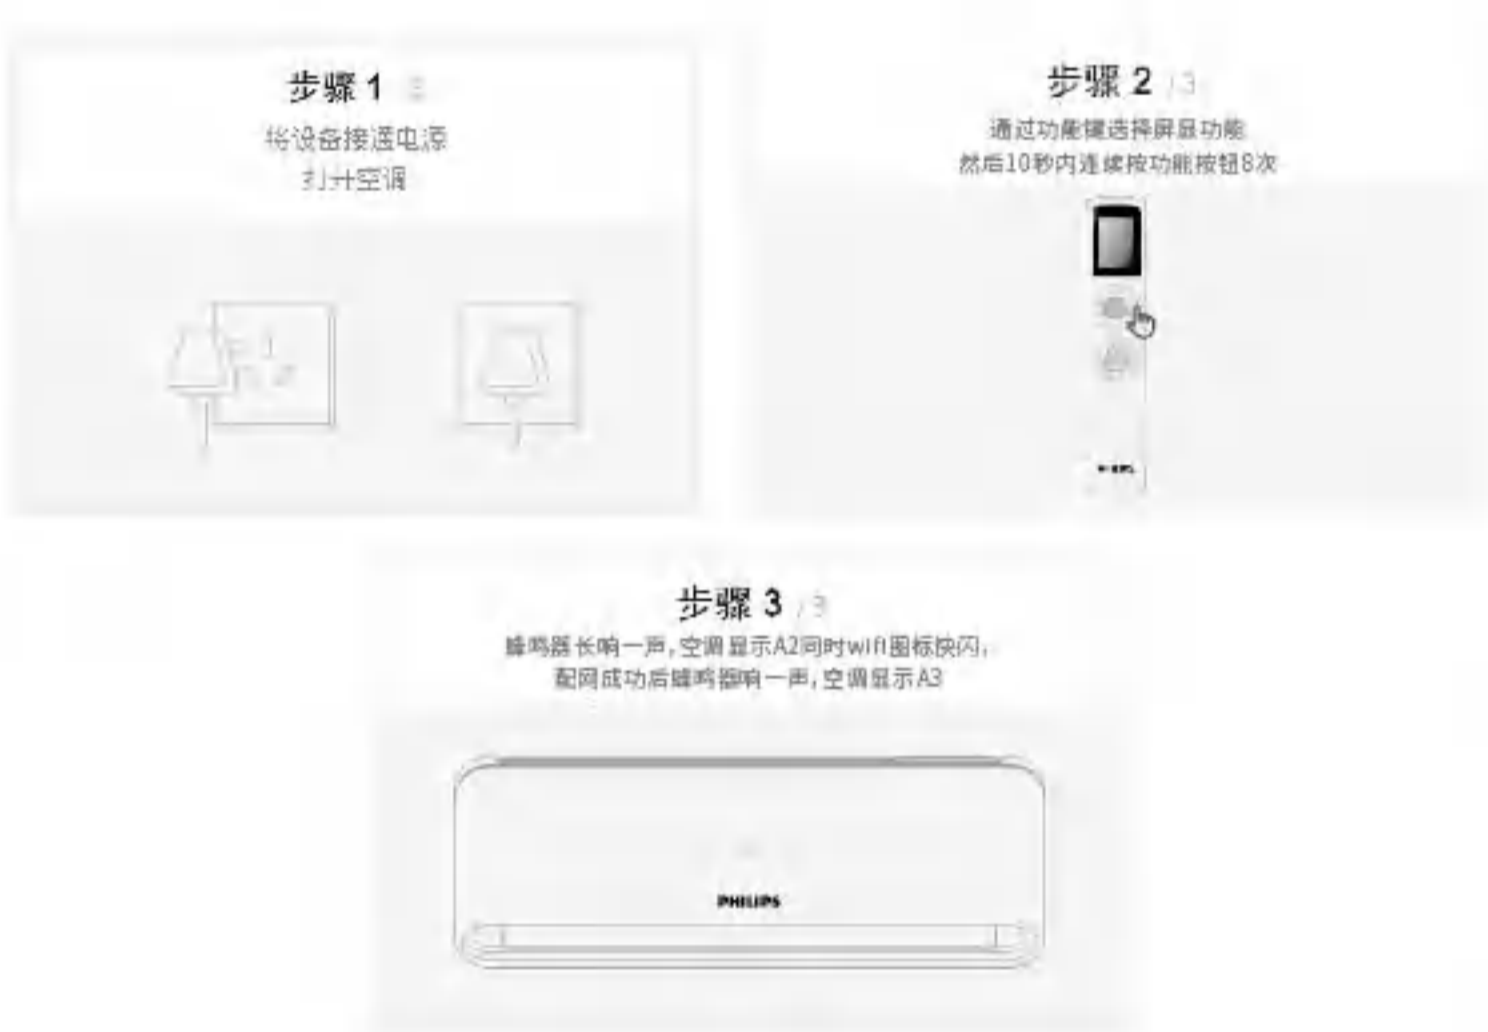 步骤 1
将设备接通电源
打开空调
步骤 2 / 3
通过功能键选择屏显功能
然后10秒内连续按功能按钮8次
步骤 3 / 3
蜂鸣器长响一声,空调显示A2同时wifi图标快闪,
配网成功后蜂鸣器响一声,空调显示A3
PHILIPS